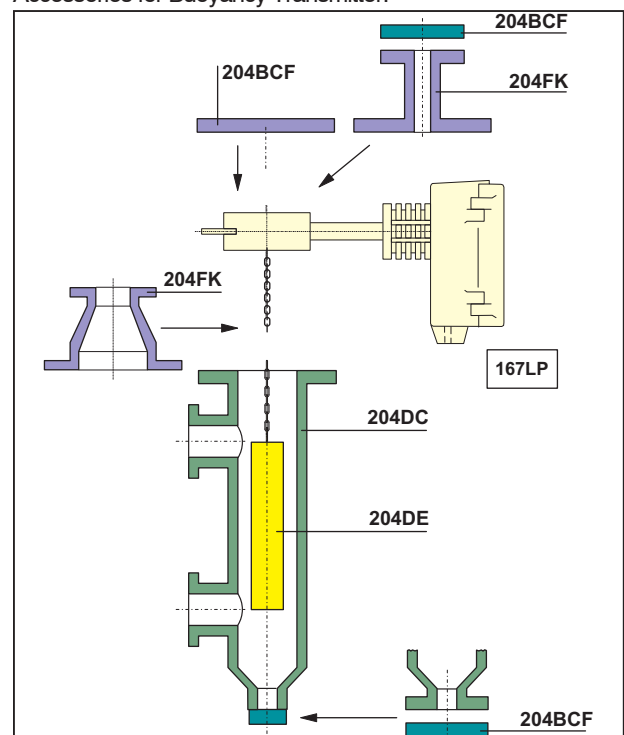 Accessories for Buoyancy Transmitter:
204BCF
204BCF
204FK
204FK
167LP
204DC
204DE
204BCF